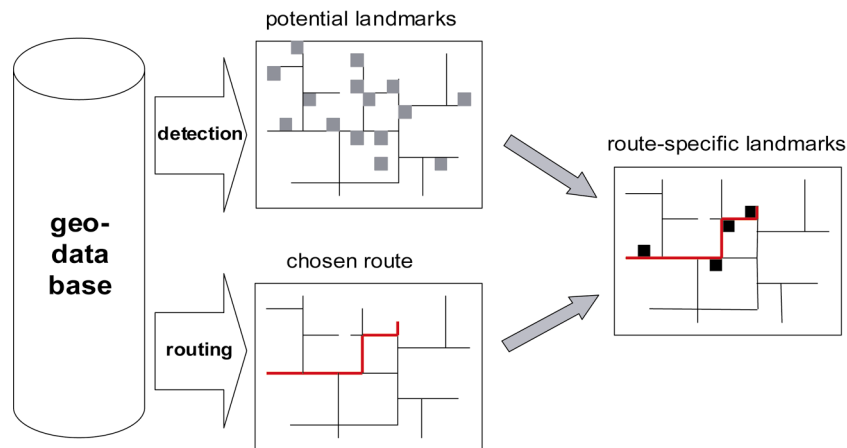 potential landmarks
detection
route-specific landmarks
geo-
data
base
chosen route
routing